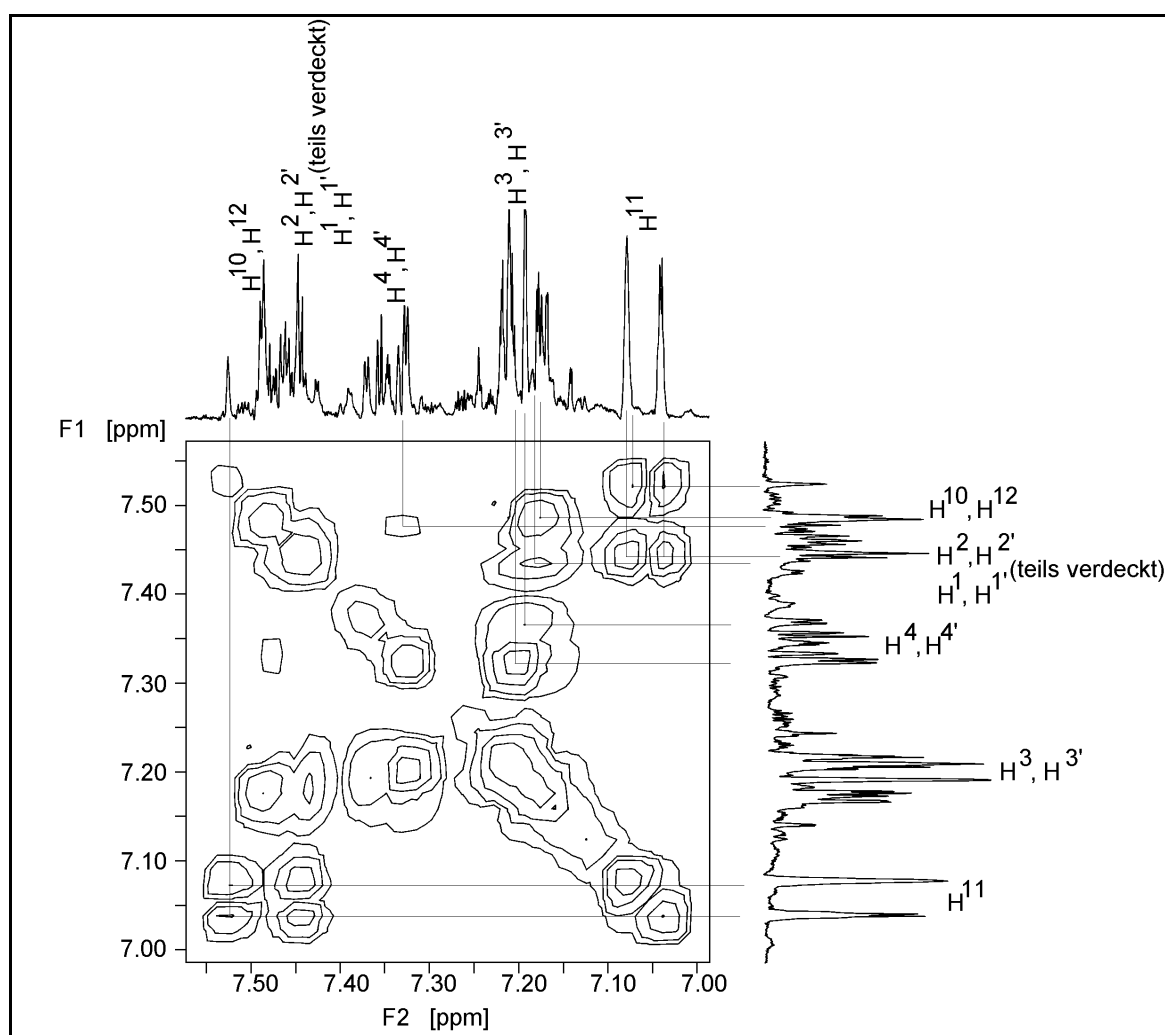 H10, H12
H2, H2' (teils verdeckt)
H1, H1'
H4, H4'
H3, H3'
H11
F1 [ppm]
7.50
7.40
7.30
7.20
7.10
7.00
H10, H12
H2, H2' (teils verdeckt)
H1, H1'
H4, H4'
H3, H3'
H11
7.50 7.40 7.30 7.20 7.10 7.00
F2 [ppm]